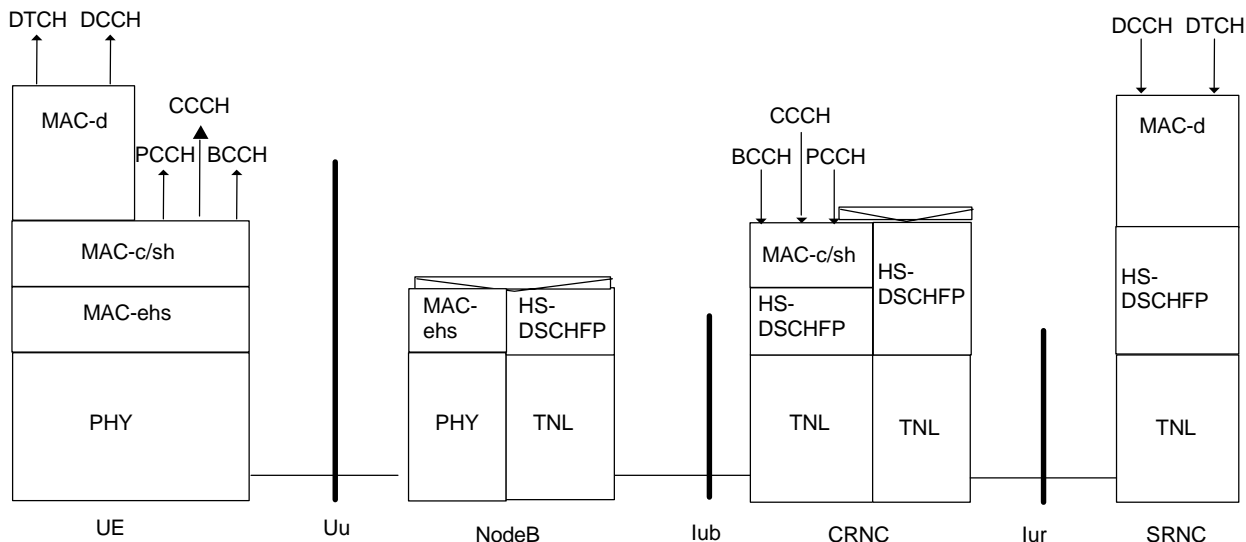 DTCH DCCH
MAC-d
CCCH
PCCH BCCH
MAC-c/sh
MAC-ehs
PHY
UE
Uu
MAC-
ehs
HS-
DSCHFP
PHY
TNL
NodeB
Iub
CCCH
BCCH PCCH
MAC-c/sh
HS-
DSCHFP
HS-
DSCHFP
TNL
TNL
CRNC
Iur
DCCH DTCH
MAC-d
HS-
DSCHFP
TNL
SRNC